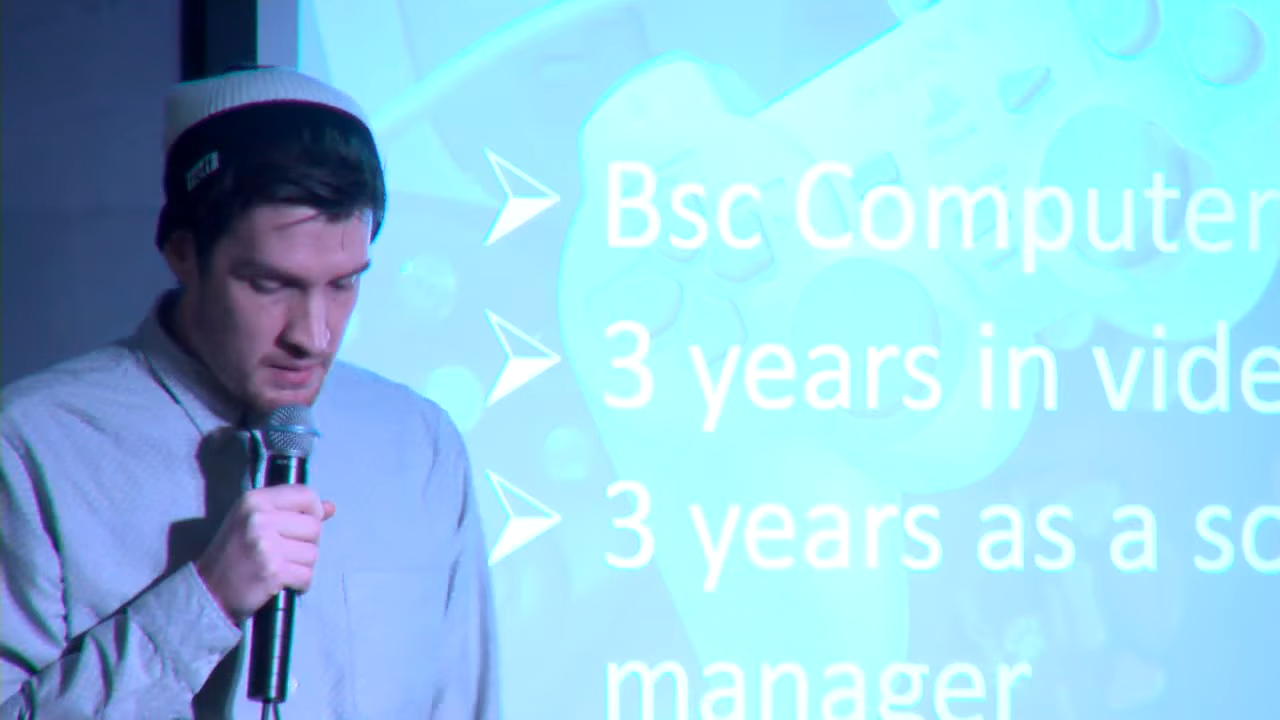 Bsc Computer
3 years in vide
3 years as a sc
manager